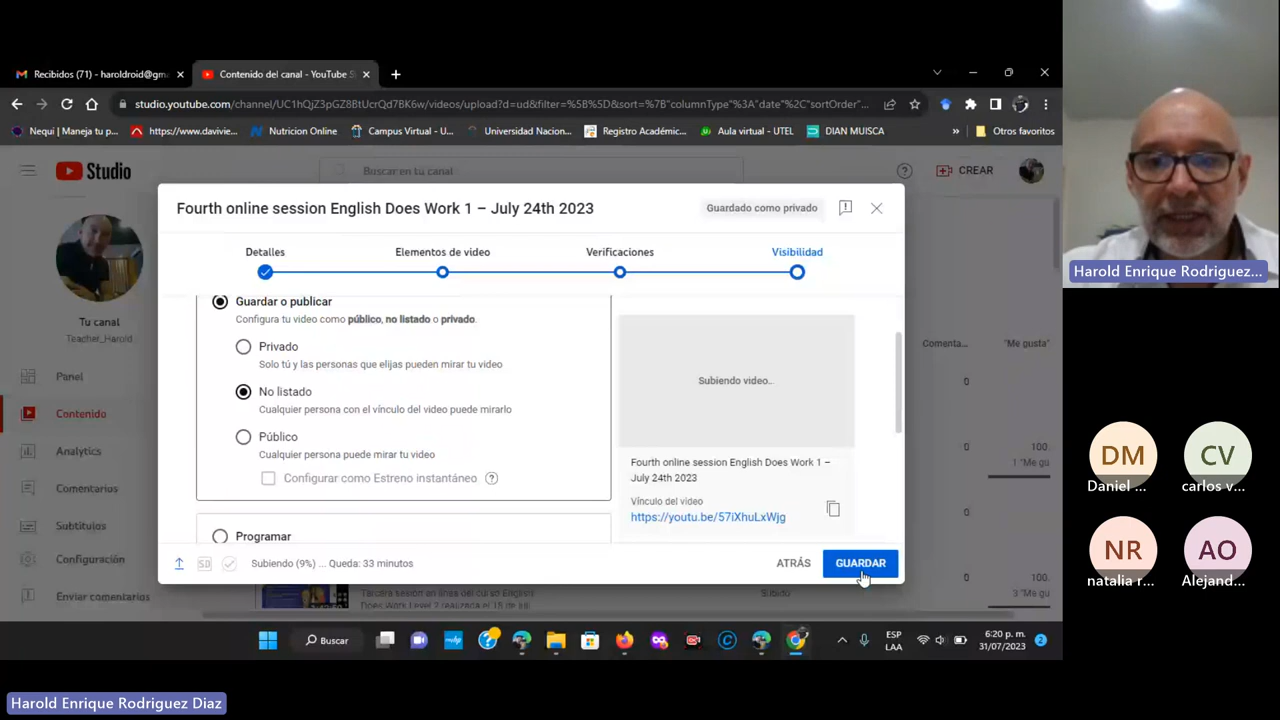 Recibidos (71) - haroldroid@gm
Contenido del canal - YouTube S
studio.youtube.com/channel/UC1hQjZ3pGZ8BtUcrQd7BK6w/videos/upload?d=ud&filter=%5B%5D&sort=%7B"columnType"%3A"date"%2C"sortOrder"...
Nequi | Maneja tu p...
https://www.davivie...
Nutricion Online
Campus Virtual - U...
Universidad Nacion...
Registro Académic...
Aula virtual - UTEL
DIAN MUISCA
»
Otros favoritos
Studio
Buscar en tu canal
CREAR
Fourth online session English Does Work 1 – July 24th 2023
Guardado como privado
Detalles
Elementos de video
Verificaciones
Visibilidad
Guardar o publicar
Configura tu video como público, no listado o privado.
Privado
Solo tú y las personas que elijas pueden mirar tu video
No listado
Cualquier persona con el vínculo del video puede mirarlo
Público
Cualquier persona puede mirar tu video
Configurar como Estreno instantáneo
Programar
Subiendo video...
Fourth online session English Does Work 1 –
July 24th 2023
Vínculo del video
https://youtu.be/57iXhuLxWjg
SD
Subiendo (9%) ... Queda: 33 minutos
ATRÁS
GUARDAR
Tu canal
Teacher_Harold
Panel
Contenido
Analytics
Comentarios
Subtítulos
Configuración
Enviar comentarios
Comenta...
"Me gusta"
0
0
100.
1 "Me gu
0
100.
3 "Me gu
Tercera sesión en línea del curso English
Does Work Level 2 realizada el 15 de juli
Subido
Buscar
ESP
LAA
6:20 p. m.
31/07/2023
2
Harold Enrique Rodriguez...
DM
Daniel ...
CV
carlos v...
NR
natalia r...
AO
Alejand...
Harold Enrique Rodriguez Diaz